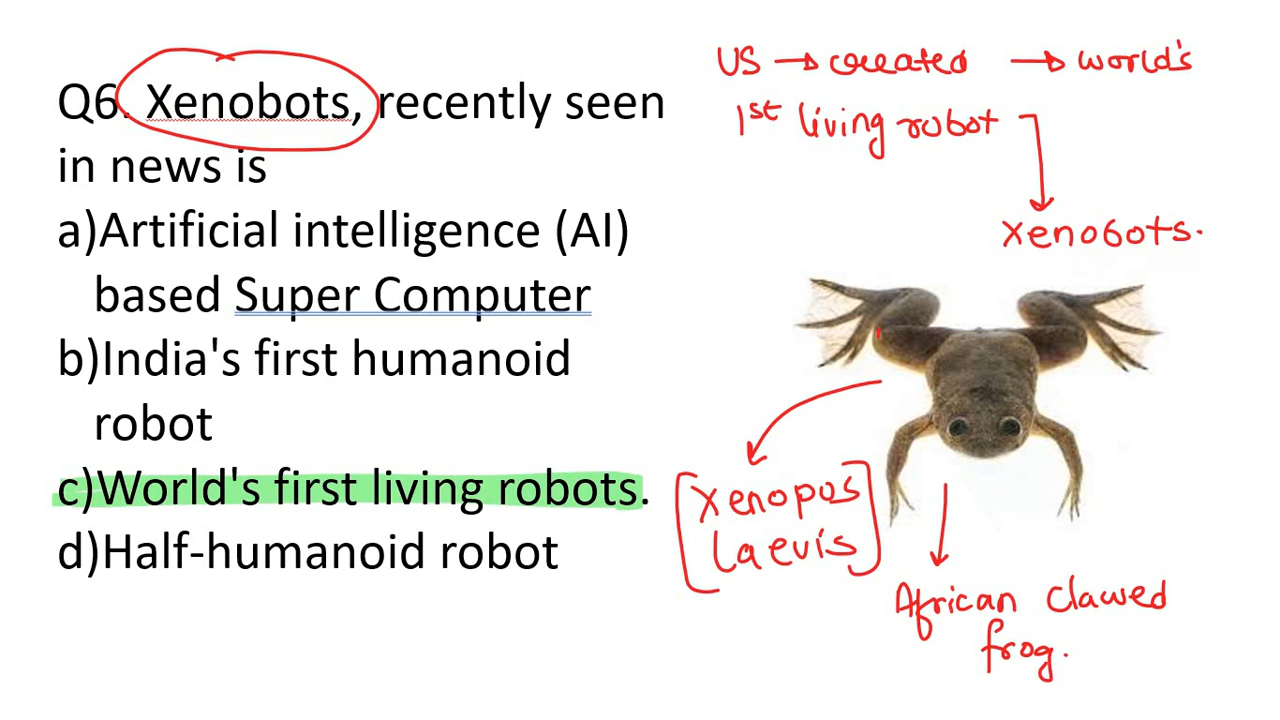 Q6. Xenobots, recently seen
in news is
a)Artificial intelligence (AI)
based Super Computer
b)India's first humanoid
robot
c)World's first living robots.
d)Half-humanoid robot
US → created → world's
1st living robot
xenobots.
Xenopus
laevis
African clawed
frog.